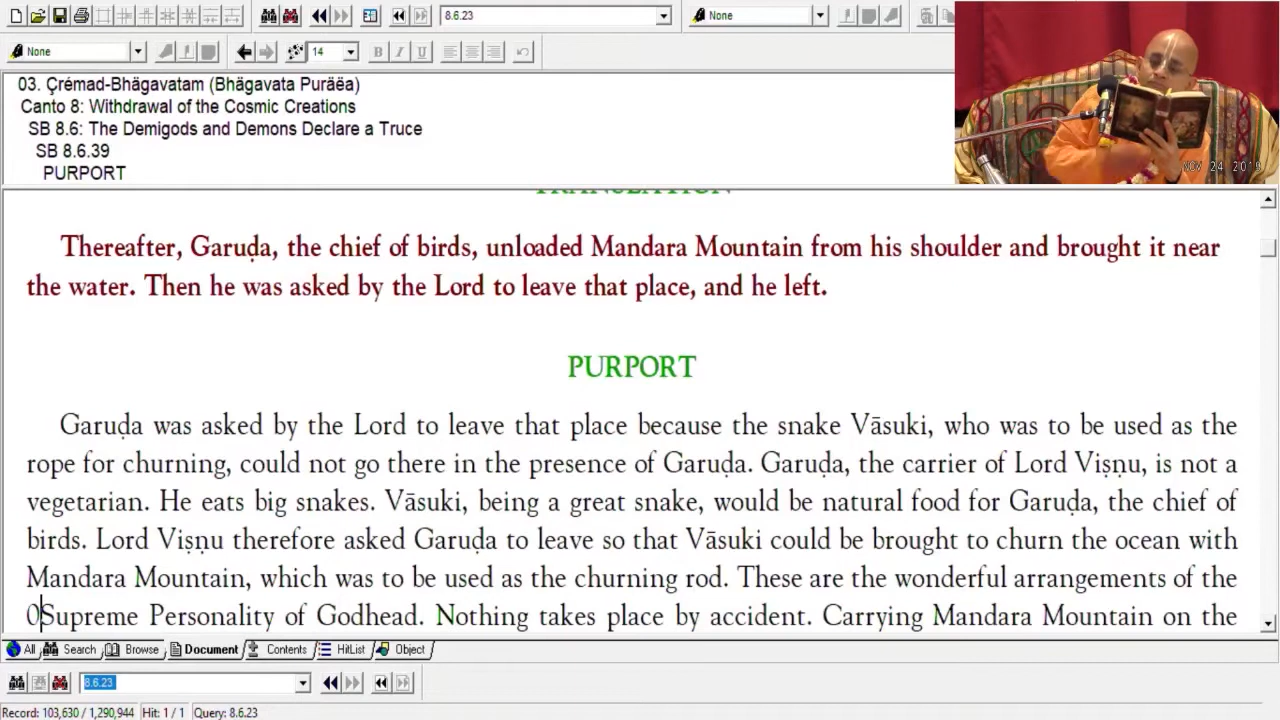 8.6.23
None
None
14
B I U
03. Çrémad-Bhägavatam (Bhägavata Puräëa)
Canto 8: Withdrawal of the Cosmic Creations
SB 8.6: The Demigods and Demons Declare a Truce
SB 8.6.39
PURPORT
NOV 24 2019
TRANSLATION
Thereafter, Garuḍa, the chief of birds, unloaded Mandara Mountain from his shoulder and brought it near
the water. Then he was asked by the Lord to leave that place, and he left.
PURPORT
Garuḍa was asked by the Lord to leave that place because the snake Vāsuki, who was to be used as the
rope for churning, could not go there in the presence of Garuḍa. Garuḍa, the carrier of Lord Viṣṇu, is not a
vegetarian. He eats big snakes. Vāsuki, being a great snake, would be natural food for Garuḍa, the chief of
birds. Lord Viṣṇu therefore asked Garuḍa to leave so that Vāsuki could be brought to churn the ocean with
Mandara Mountain, which was to be used as the churning rod. These are the wonderful arrangements of the
0Supreme Personality of Godhead. Nothing takes place by accident. Carrying Mandara Mountain on the
All Search Browse Document Contents HitList Object
8.6.23
Record: 103,630 / 1,290,944 Hit: 1 / 1 Query: 8.6.23